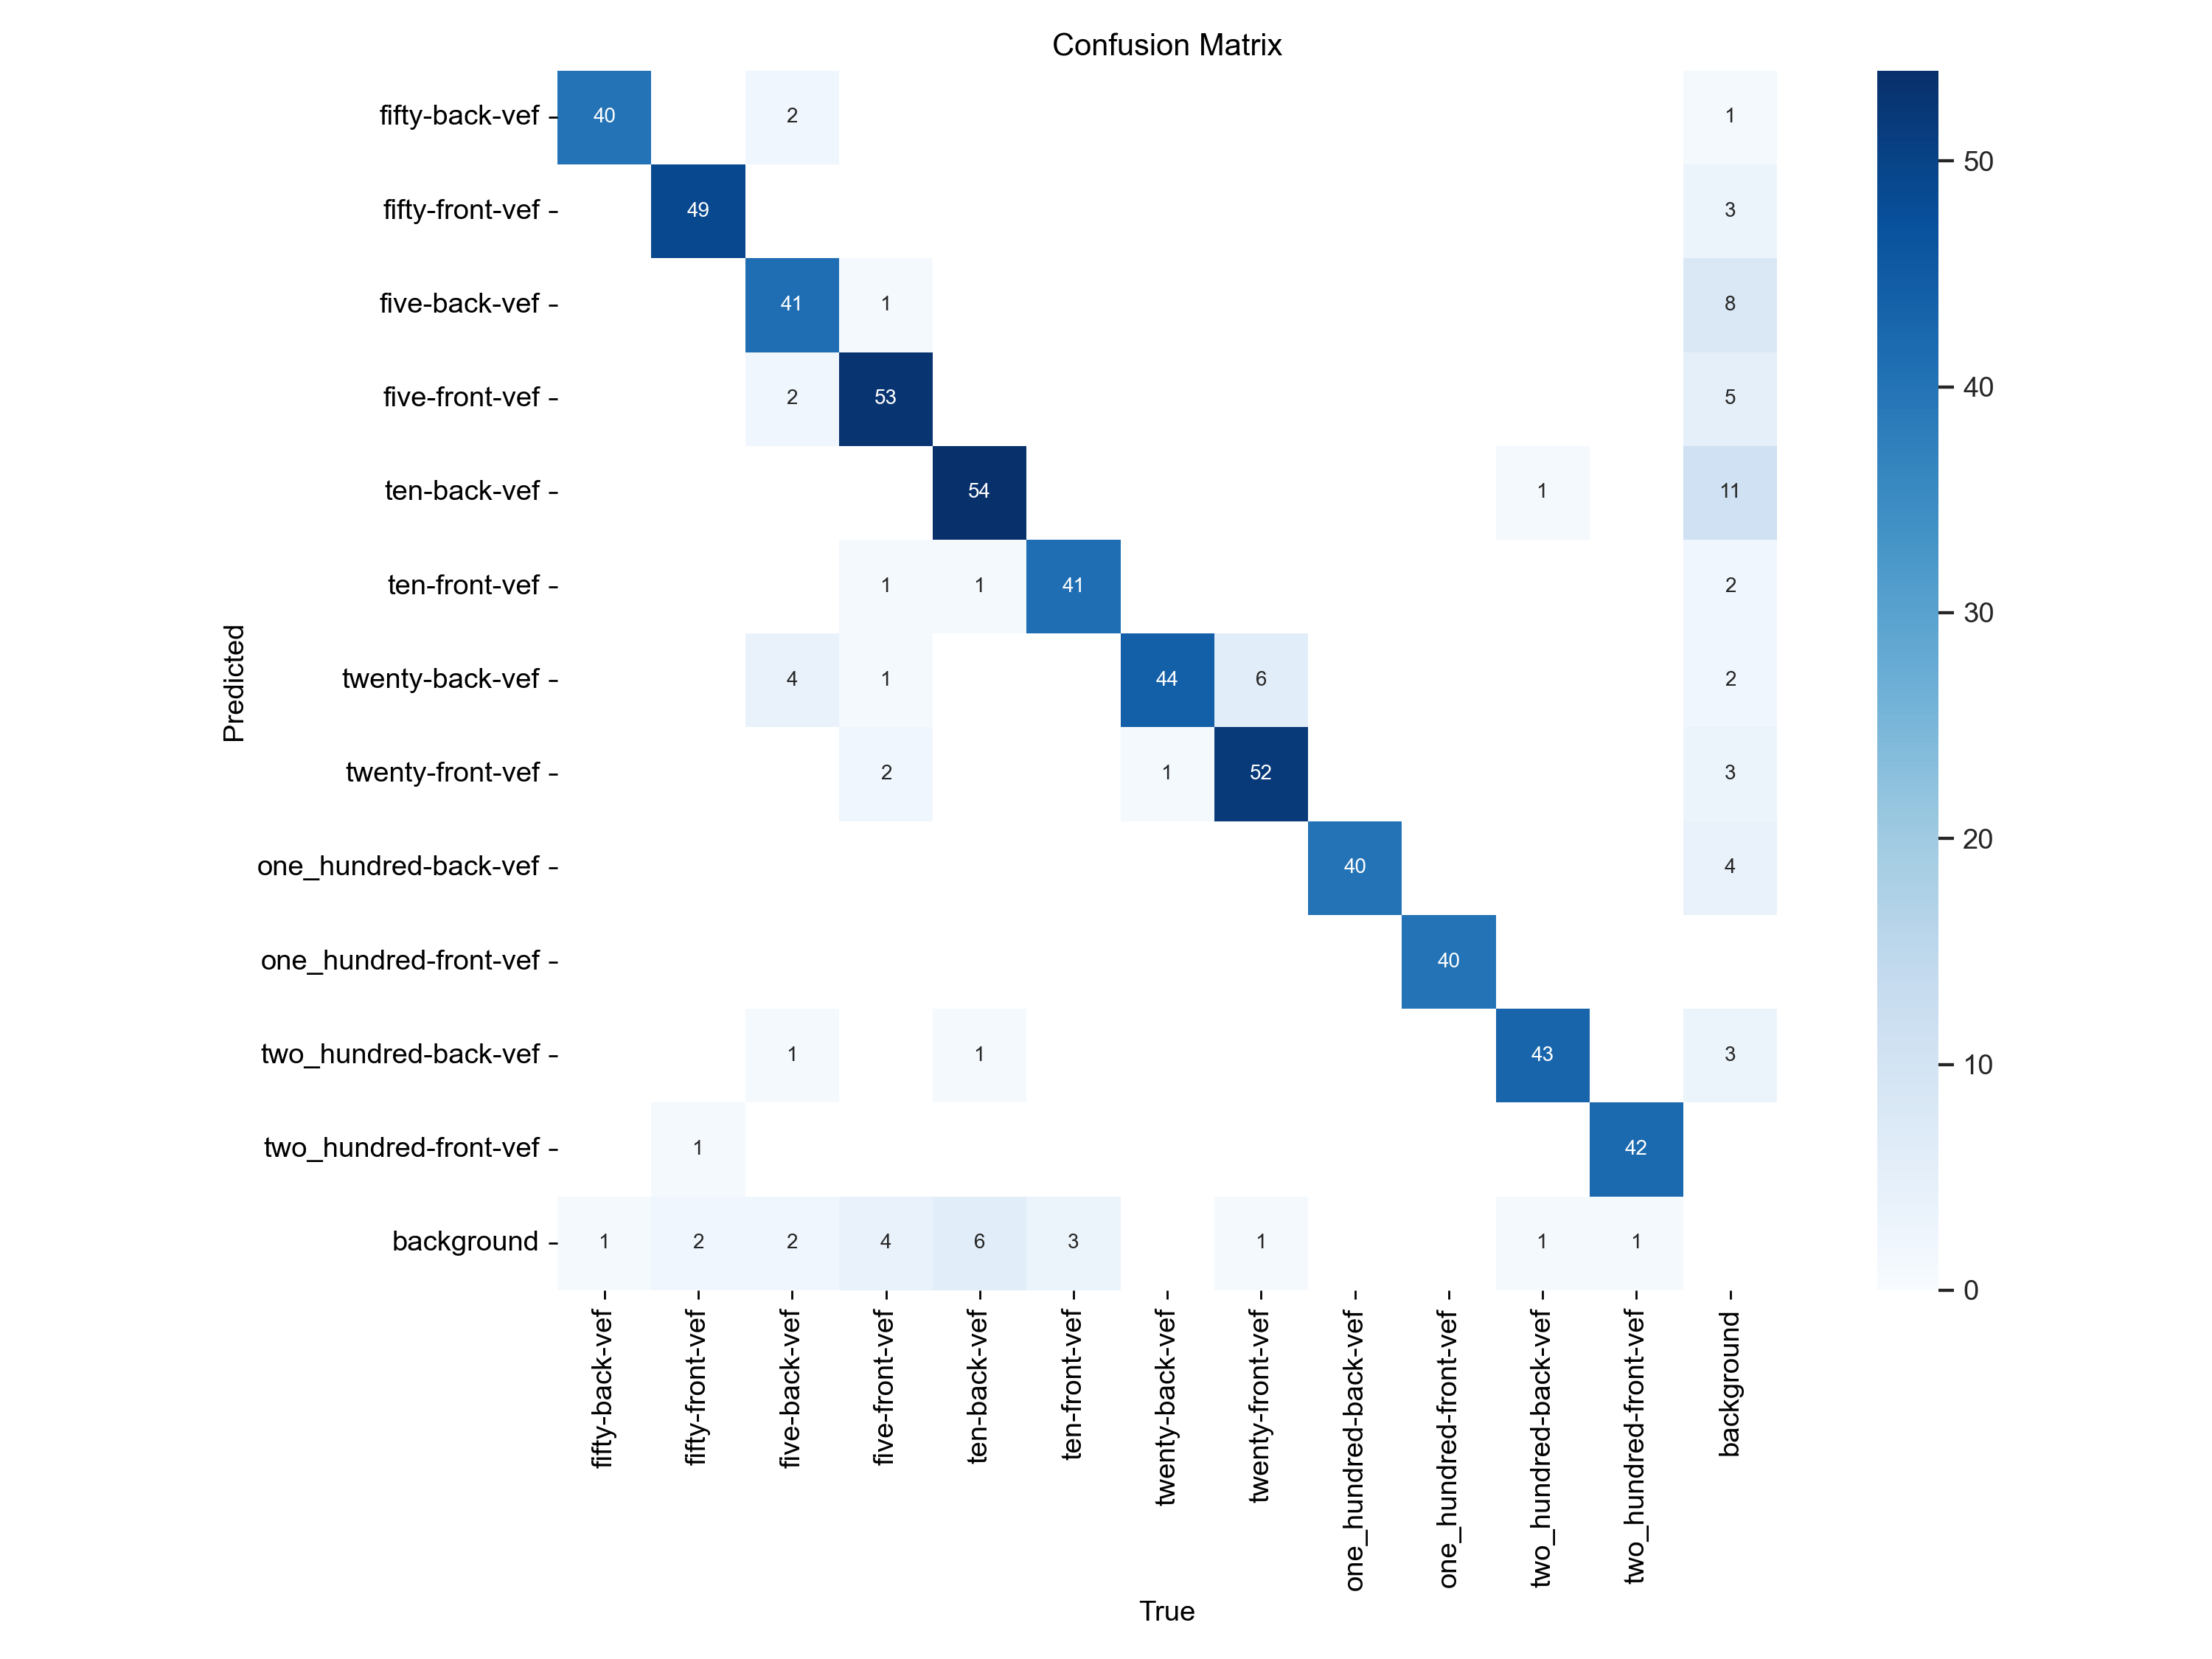 Confusion Matrix
fifty-back-vef 40 2 1
fifty-front-vef 49 3
five-back-vef 41 1 8
five-front-vef 2 53 5
ten-back-vef 54 1 11
ten-front-vef 1 1 41 2
twenty-back-vef 4 1 44 6 2
twenty-front-vef 2 1 52 3
one_hundred-back-vef 40 4
one_hundred-front-vef 40
two_hundred-back-vef 1 1 43 3
two_hundred-front-vef 1 42
background 1 2 2 4 6 3 1 1 1
Predicted
fifty-back-vef
fifty-front-vef
five-back-vef
five-front-vef
ten-back-vef
ten-front-vef
twenty-back-vef
twenty-front-vef
one_hundred-back-vef
one_hundred-front-vef
two_hundred-back-vef
two_hundred-front-vef
background
True
50
40
30
20
10
0